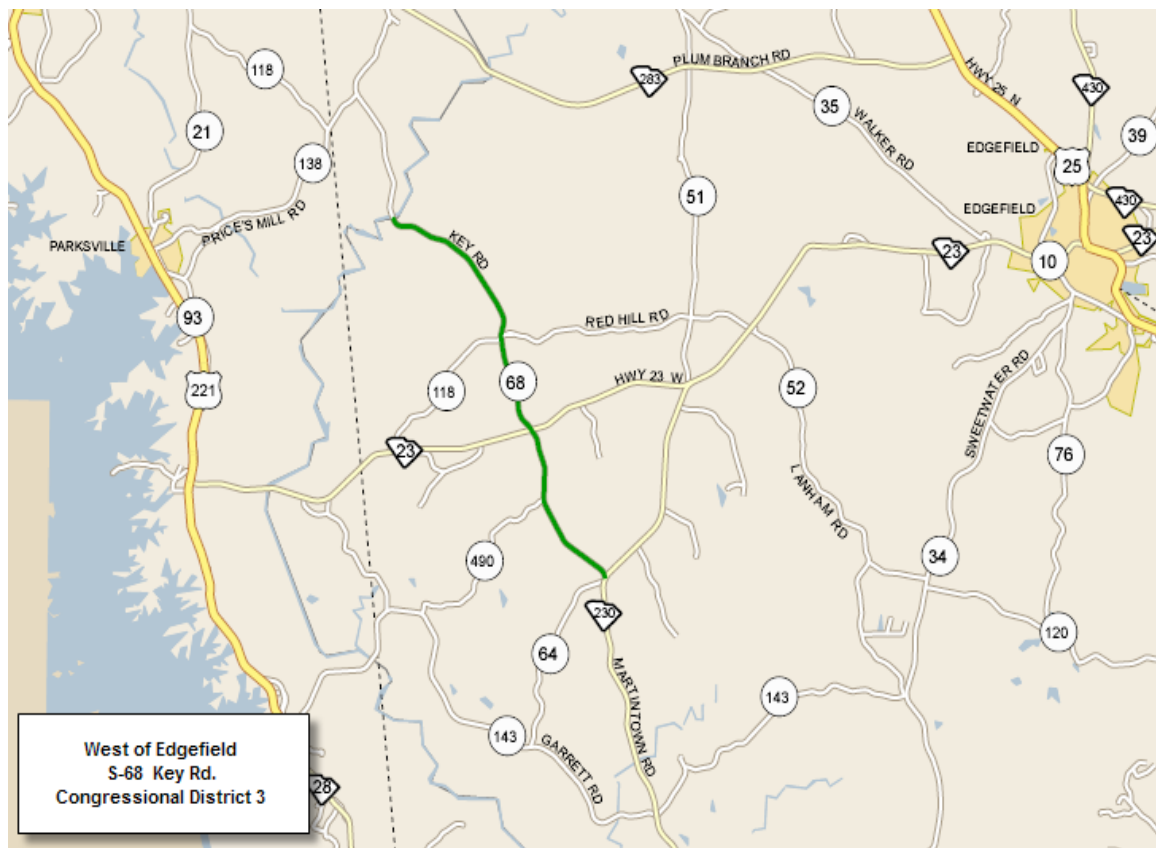 118
283
PLUM BRANCH RD
HWY 25 N
430
21
35
WALKER RD
39
138
EDGEFIELD
25
51
430
PRICE'S MILL RD
EDGEFIELD
PARKSVILLE
KEY RD
23
23
10
93
RED HILL RD
221
118
68
HWY 23 W
52
SWEETWATER RD
23
76
LANHAM RD
490
34
230
120
64
MARTINTOWN RD
143
143
GARRETT RD
28
West of Edgefield
S-68 Key Rd.
Congressional District 3